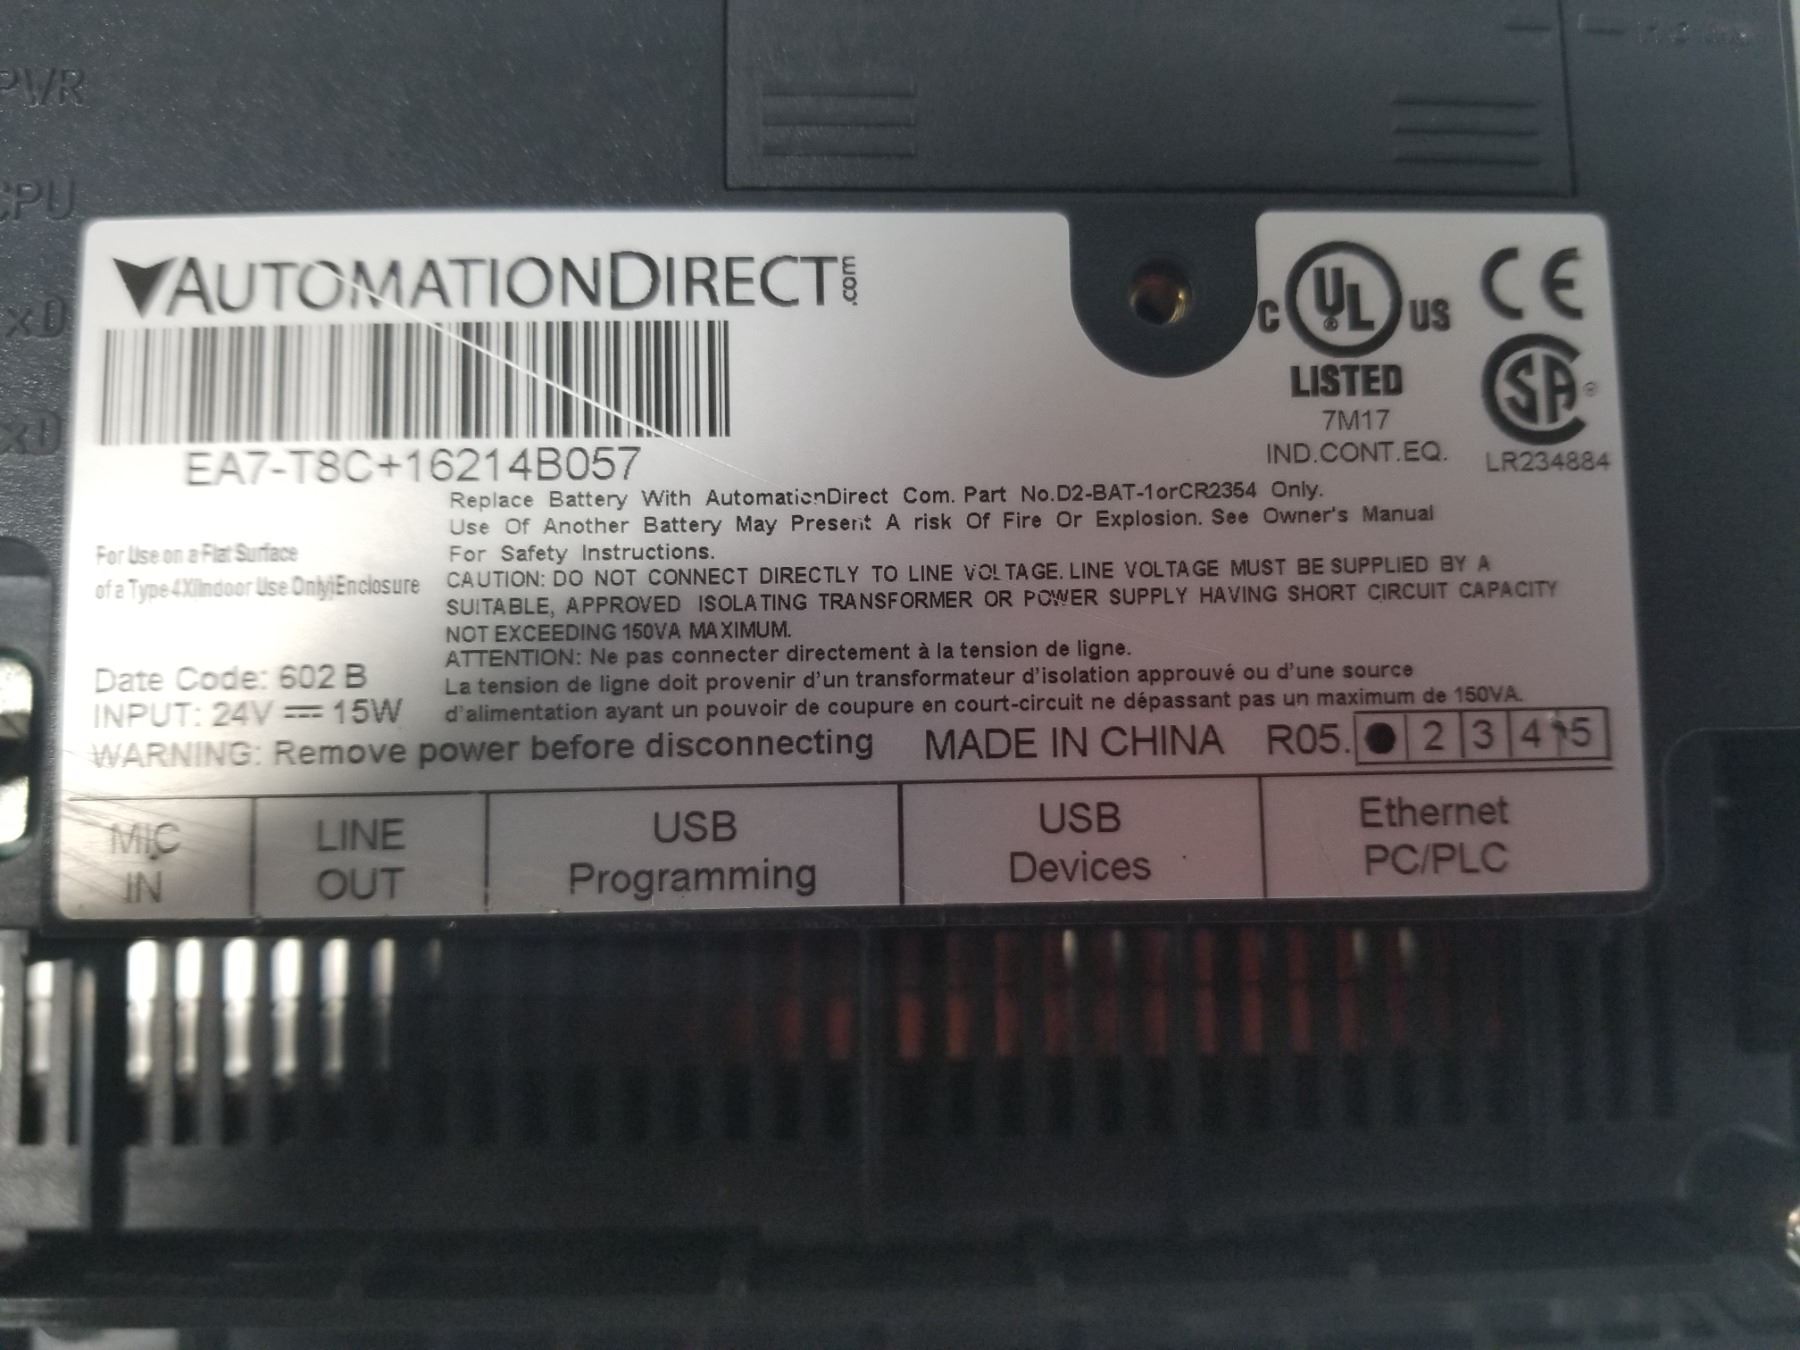 PWR
CPU
xD
xD
AUTOMATIONDIRECT.com
C UL US
LISTED
7M17
IND.CONT.EQ.
CE
SA
LR234884
EA7-T8C+16214B057
Replace Battery With AutomationDirect Com. Part No.D2-BAT-1orCR2354 Only.
Use Of Another Battery May Present A risk Of Fire Or Explosion. See Owner's Manual
For Safety Instructions.
For Use on a Flat Surface
of a Type 4X(Indoor Use Only)Enclosure
CAUTION: DO NOT CONNECT DIRECTLY TO LINE VOLTAGE. LINE VOLTAGE MUST BE SUPPLIED BY A
SUITABLE, APPROVED ISOLATING TRANSFORMER OR POWER SUPPLY HAVING SHORT CIRCUIT CAPACITY
NOT EXCEEDING 150VA MAXIMUM.
ATTENTION: Ne pas connecter directement à la tension de ligne.
La tension de ligne doit provenir d'un transformateur d'isolation approuvé ou d'une source
d'alimentation ayant un pouvoir de coupure en court-circuit ne dépassant pas un maximum de 150VA.
Date Code: 602 B
INPUT: 24V ⎓ 15W
WARNING: Remove power before disconnecting
MADE IN CHINA
R05. ● 2 3 4 5
MIC
IN
LINE
OUT
USB
Programming
USB
Devices
Ethernet
PC/PLC